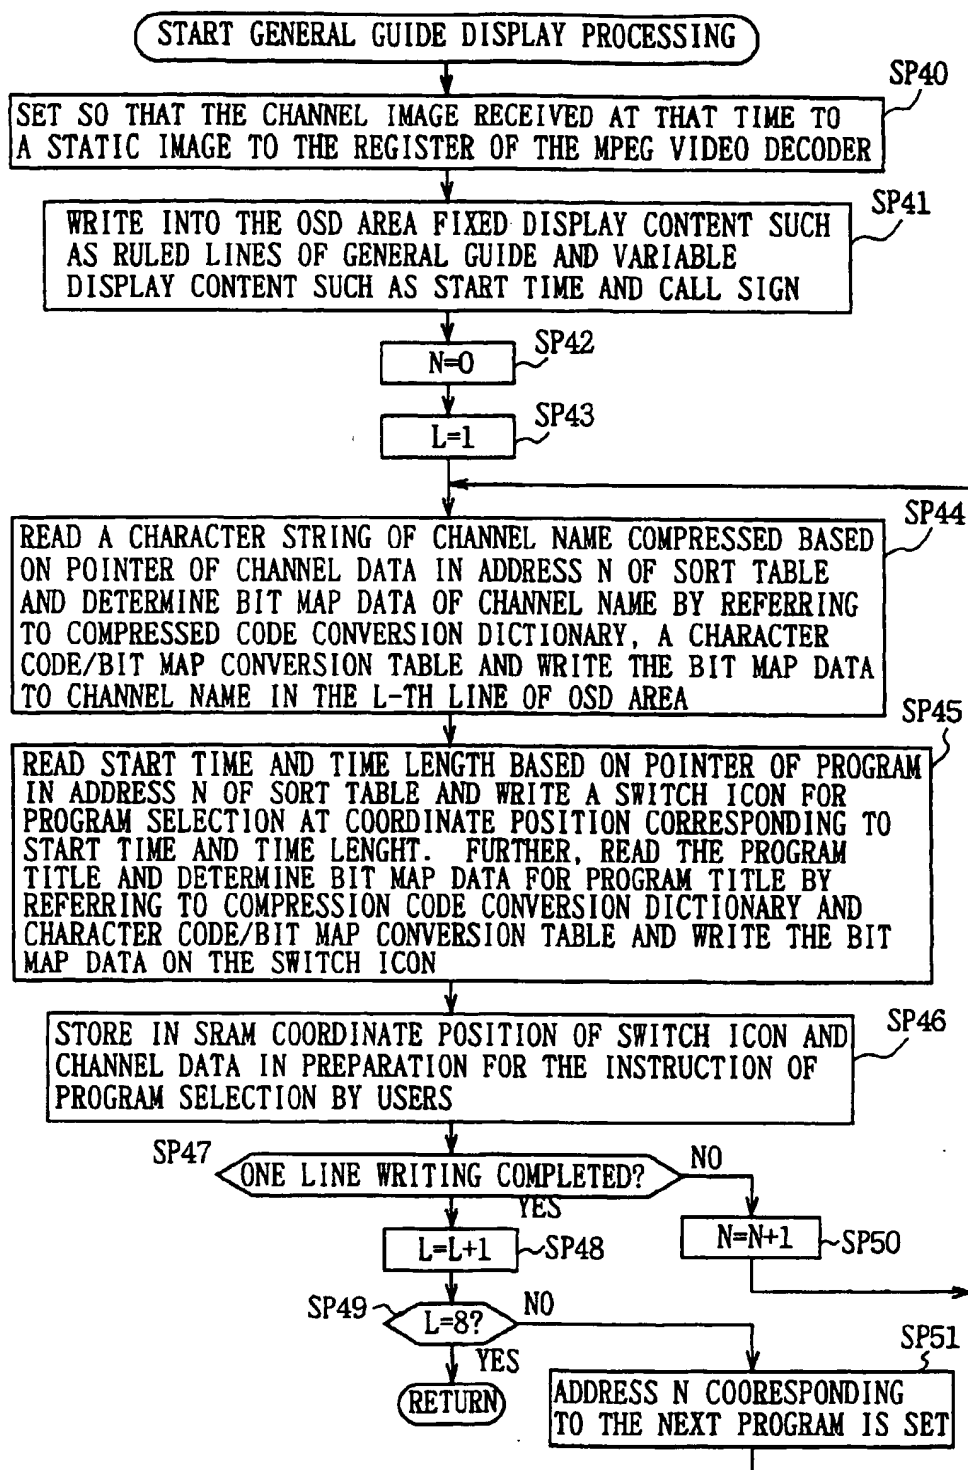 START GENERAL GUIDE DISPLAY PROCESSING
SP40
SET SO THAT THE CHANNEL IMAGE RECEIVED AT THAT TIME TO
A STATIC IMAGE TO THE REGISTER OF THE MPEG VIDEO DECODER
SP41
WRITE INTO THE OSD AREA FIXED DISPLAY CONTENT SUCH
AS RULED LINES OF GENERAL GUIDE AND VARIABLE
DISPLAY CONTENT SUCH AS START TIME AND CALL SIGN
SP42
N=0
SP43
L=1
SP44
READ A CHARACTER STRING OF CHANNEL NAME COMPRESSED BASED
ON POINTER OF CHANNEL DATA IN ADDRESS N OF SORT TABLE
AND DETERMINE BIT MAP DATA OF CHANNEL NAME BY REFERRING
TO COMPRESSED CODE CONVERSION DICTIONARY, A CHARACTER
CODE/BIT MAP CONVERSION TABLE AND WRITE THE BIT MAP DATA
TO CHANNEL NAME IN THE L-TH LINE OF OSD AREA
SP45
READ START TIME AND TIME LENGTH BASED ON POINTER OF PROGRAM
IN ADDRESS N OF SORT TABLE AND WRITE A SWITCH ICON FOR
PROGRAM SELECTION AT COORDINATE POSITION CORRESPONDING TO
START TIME AND TIME LENGHT. FURTHER, READ THE PROGRAM
TITLE AND DETERMINE BIT MAP DATA FOR PROGRAM TITLE BY
REFERRING TO COMPRESSION CODE CONVERSION DICTIONARY AND
CHARACTER CODE/BIT MAP CONVERSION TABLE AND WRITE THE BIT
MAP DATA ON THE SWITCH ICON
SP46
STORE IN SRAM COORDINATE POSITION OF SWITCH ICON AND
CHANNEL DATA IN PREPARATION FOR THE INSTRUCTION OF
PROGRAM SELECTION BY USERS
SP47
ONE LINE WRITING COMPLETED?
NO
YES
L=L+1
SP48
N=N+1
SP50
SP49
L=8?
NO
YES
RETURN
SP51
ADDRESS N COORESPONDING
TO THE NEXT PROGRAM IS SET